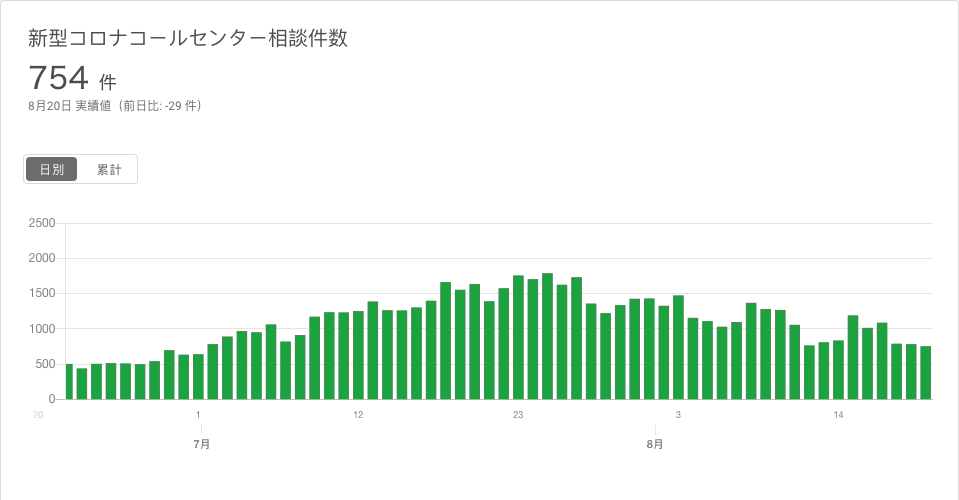 新型コロナコールセンター相談件数
754 件
8月20日 実績値（前日比: -29 件）
日別 累計
2500
2000
1500
1000
500
0
20 1 12 23 3 14
7月 8月